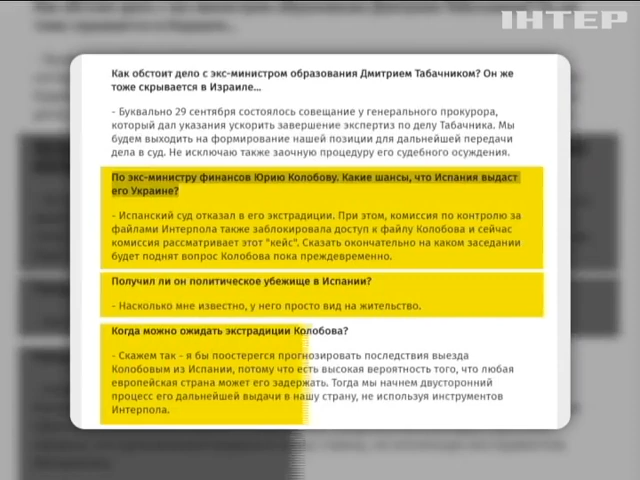 ІНТЕР
Как обстоит дело с экс-министром образования Дмитрием Табачником? Он же
тоже скрывается в Израиле...
- Буквально 29 сентября состоялось совещание у генерального прокурора,
который дал указания ускорить завершение экспертиз по делу Табачника. Мы
будем выходить на формирование нашей позиции для дальнейшей передачи
дела в суд. Не исключаю также заочную процедуру его судебного осуждения.
По экс-министру финансов Юрию Колобову. Какие шансы, что Испания выдаст
его Украине?
- Испанский суд отказал в его экстрадиции. При этом, комиссия по контролю за
файлами Интерпола также заблокировала доступ к файлу Колобова и сейчас
комиссия рассматривает этот "кейс". Сказать окончательно на каком заседании
будет поднят вопрос Колобова пока преждевременно.
Получил ли он политическое убежище в Испании?
- Насколько мне известно, у него просто вид на жительство.
Когда можно ожидать экстрадиции Колобова?
- Скажем так - я бы поостерегся прогнозировать последствия выезда
Колобовым из Испании, потому что есть высокая вероятность того, что любая
европейская страна может его задержать. Тогда мы начнем двусторонний
процесс его дальнейшей выдачи в нашу страну, не используя инструментов
Интерпола.